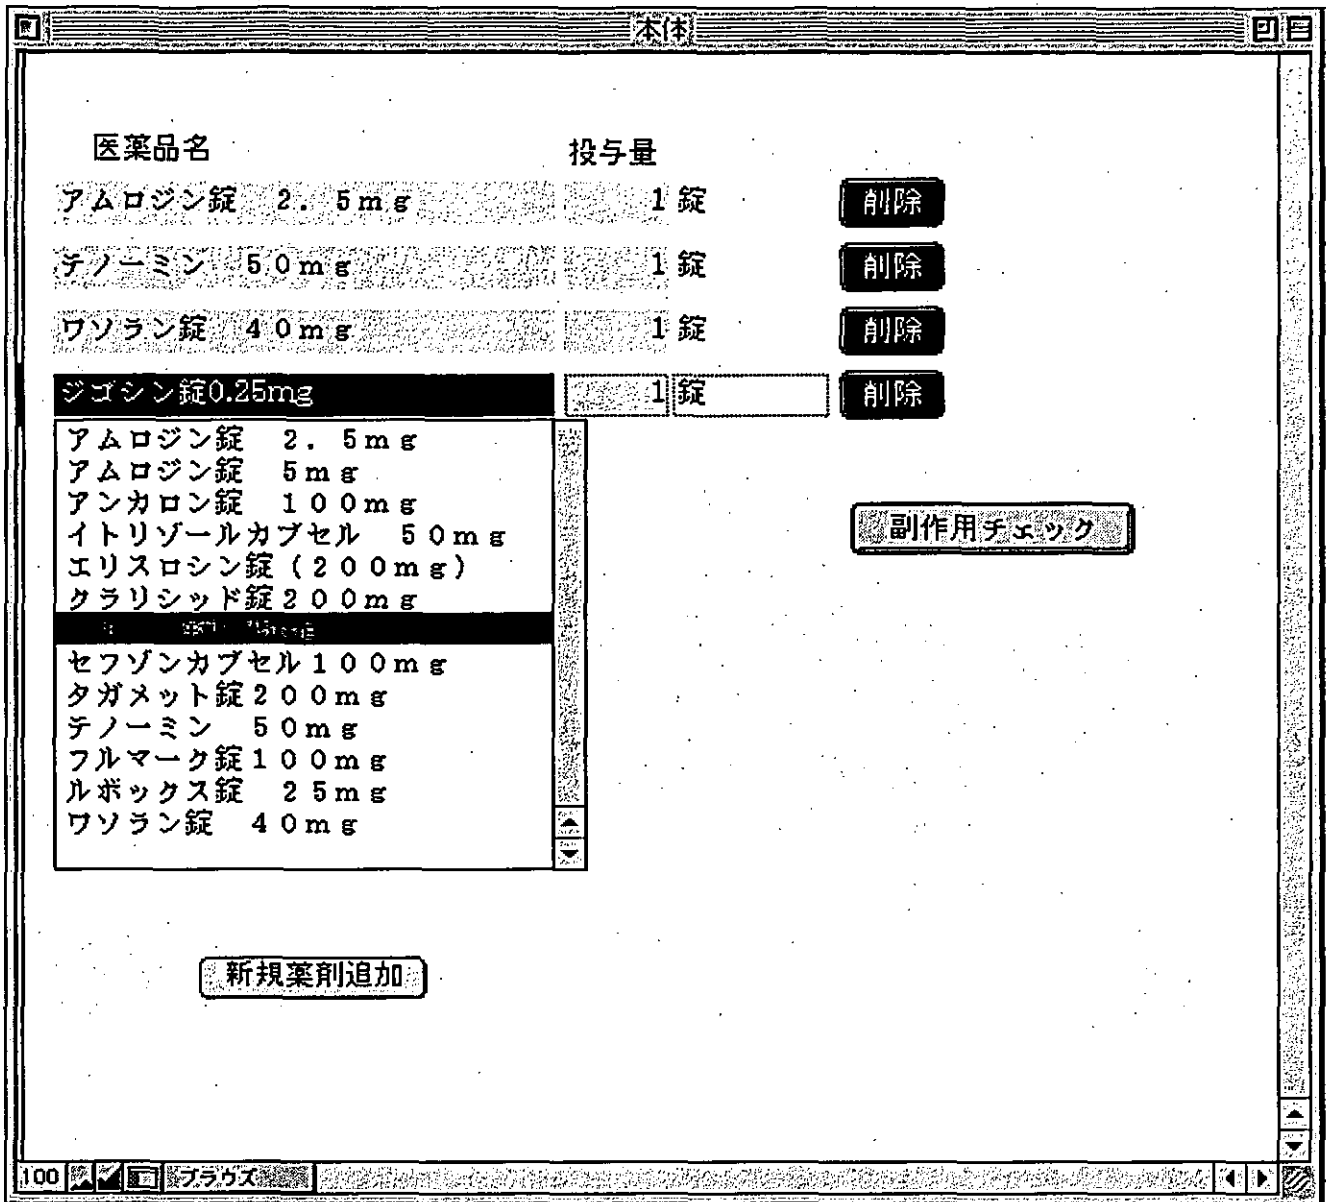 本体
医薬品名 投与量
アムロジン錠 2.5mg 1 錠 削除
テノーミン 50mg 1 錠 削除
ワソラン錠 40mg 1 錠 削除
ジゴシン錠0.25mg 1 錠 削除
アムロジン錠 2.5mg
アムロジン錠 5mg
アンカロン錠 100mg
イトリゾールカプセル 50mg
エリスロシン錠(200mg)
クラリシッド錠200mg
セフゾンカプセル100mg
タガメット錠200mg
テノーミン 50mg
フルマーク錠100mg
ルボックス錠 25mg
ワソラン錠 40mg
副作用チェック
新規薬剤追加
100 ブラウズ